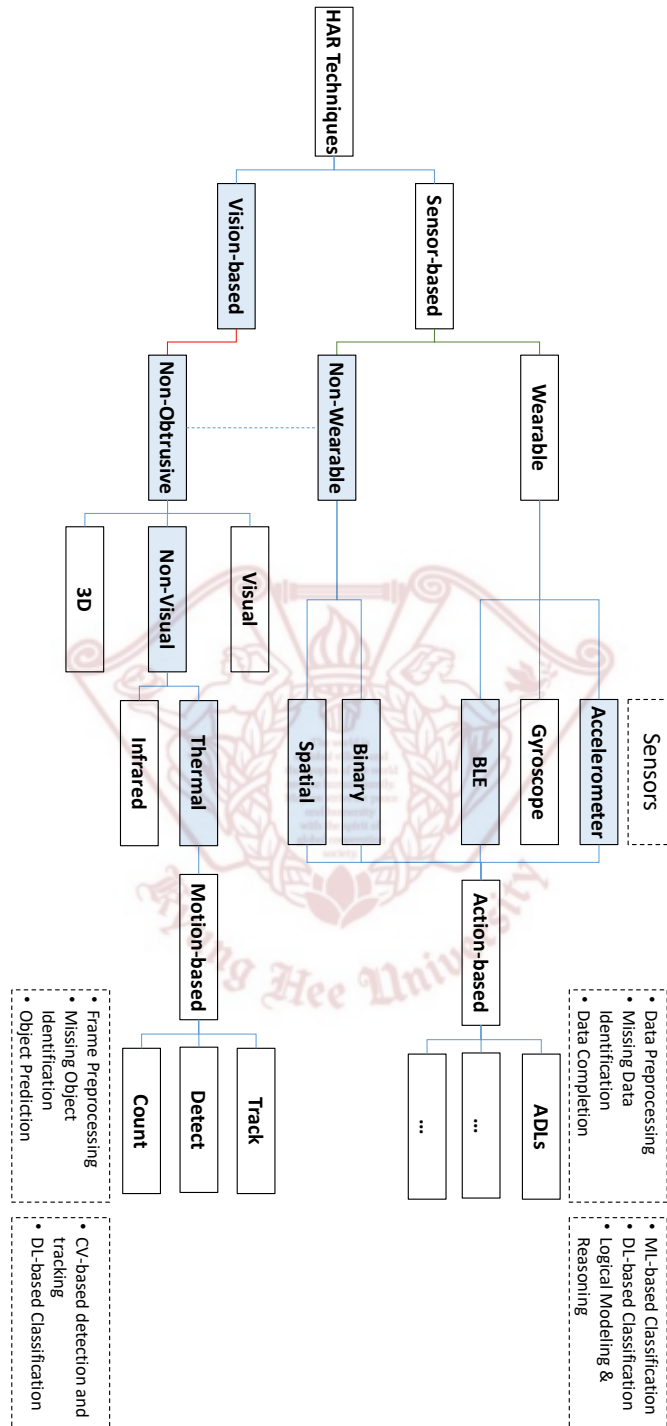 HAR Techniques
Sensor-based
Vision-based
Wearable
Non-Wearable
Non-Obtrusive
Visual
Non-Visual
3D
Sensors
Accelerometer
Gyroscope
BLE
Binary
Spatial
Thermal
Infrared
Action-based
Motion-based
ADLs
...
...
Track
Detect
Count
• Data Preprocessing
• Missing Data
Identification
• Data Completion
• ML-based Classification
• DL-based Classification
• Logical Modeling &
Reasoning
• Frame Preprocessing
• Missing Object
Identification
• Object Prediction
• CV-based detection and
tracking
• DL-based Classification
Kyung Hee University